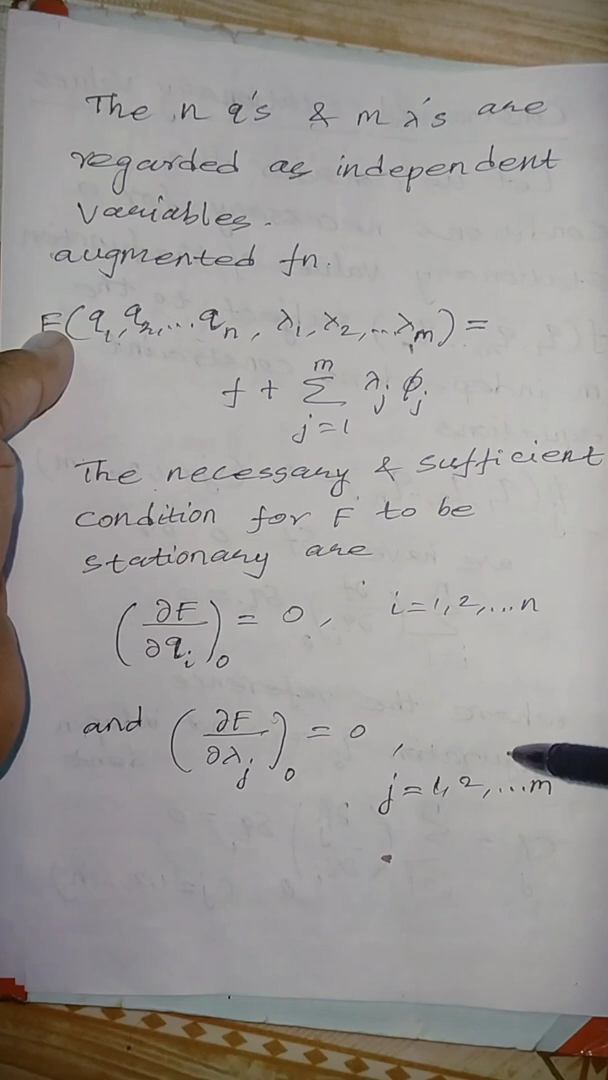 The n q's & m λ's are
regarded as independent
variables.
augmented fn.
F(q₁, q₂, ... qₙ, λ₁, λ₂, ... λₘ) =
f + Σ_{j=1}^{m} λⱼ φⱼ
The necessary & sufficient
condition for F to be
stationary are
(∂F/∂qᵢ)₀ = 0, i = 1, 2, ... n
and (∂F/∂λⱼ)₀ = 0,
j = 1, 2, ... m